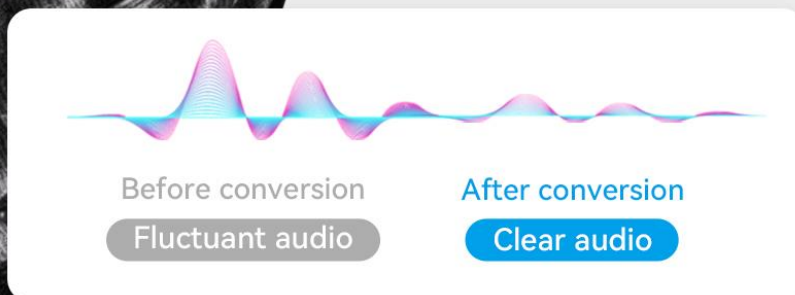 Before conversion
After conversion
Fluctuant audio
Clear audio